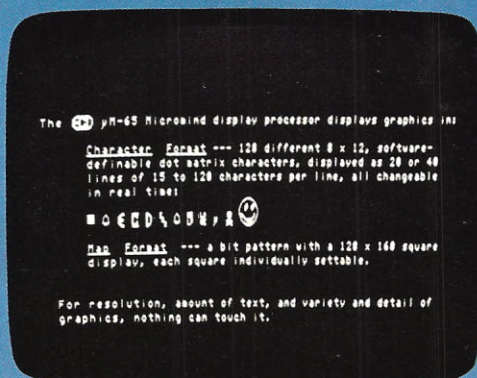 The µM-65 Microbind display processor displays graphics in:
Character Format --- 128 different 8 x 12, software-
definable dot matrix characters, displayed as 20 or 40
lines of 15 to 120 characters per line, all changeable
in real time:
Map Format --- a bit pattern with a 120 x 160 square
display, each square individually settable.
For resolution, amount of text, and variety and detail of
graphics, nothing can touch it.